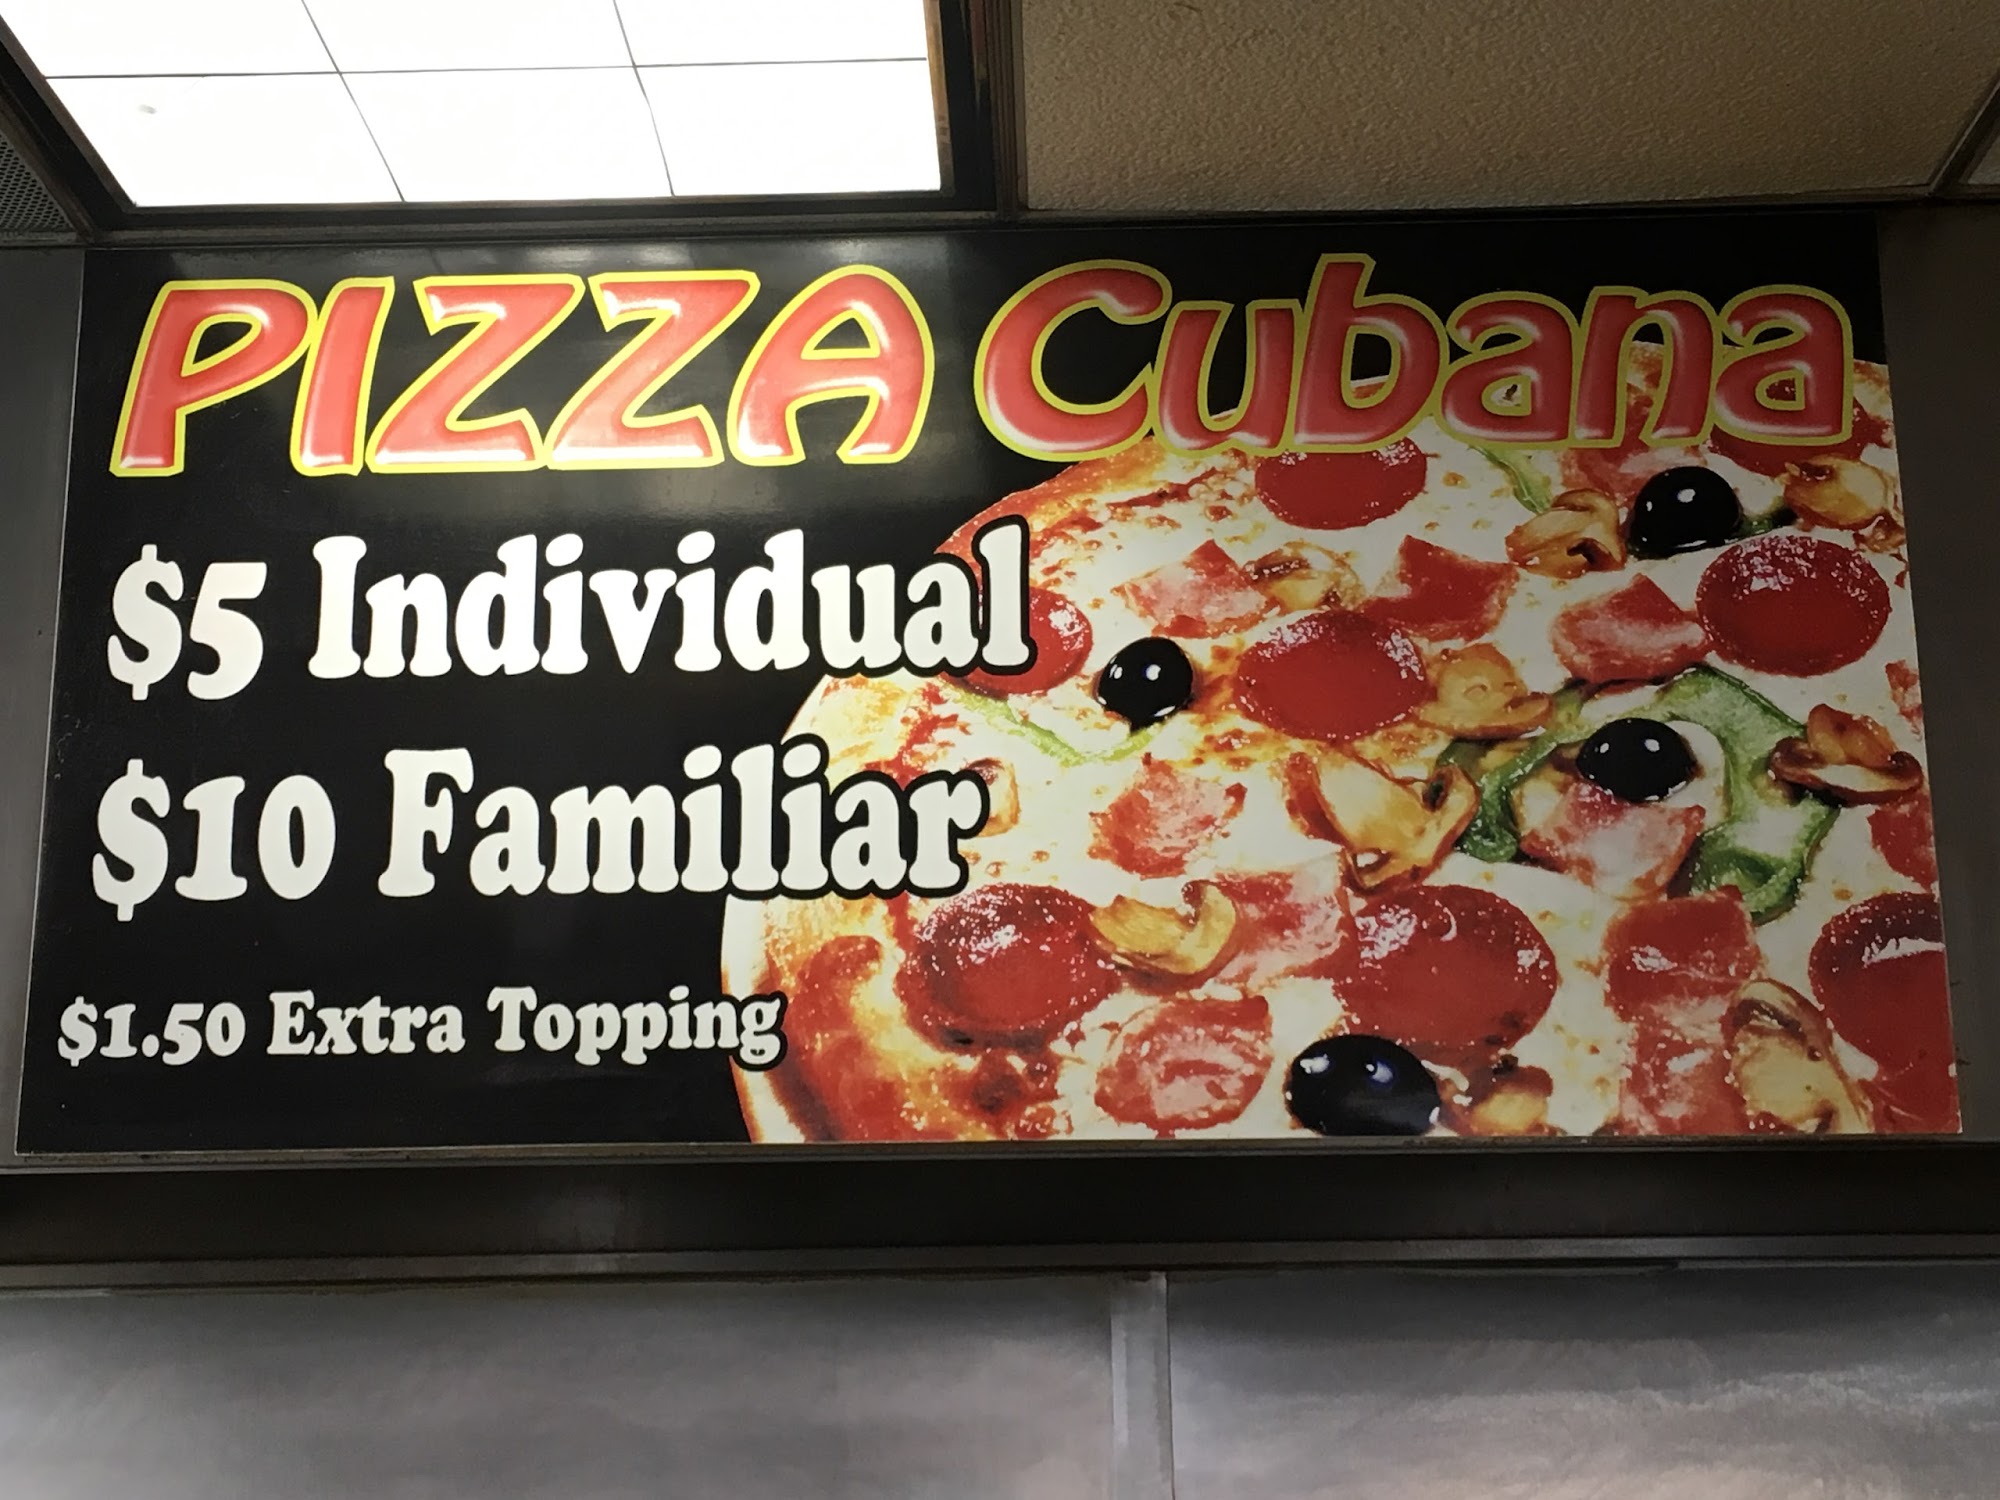 PIZZA Cubana
$5 Individual
$10 Familiar
$1.50 Extra Topping